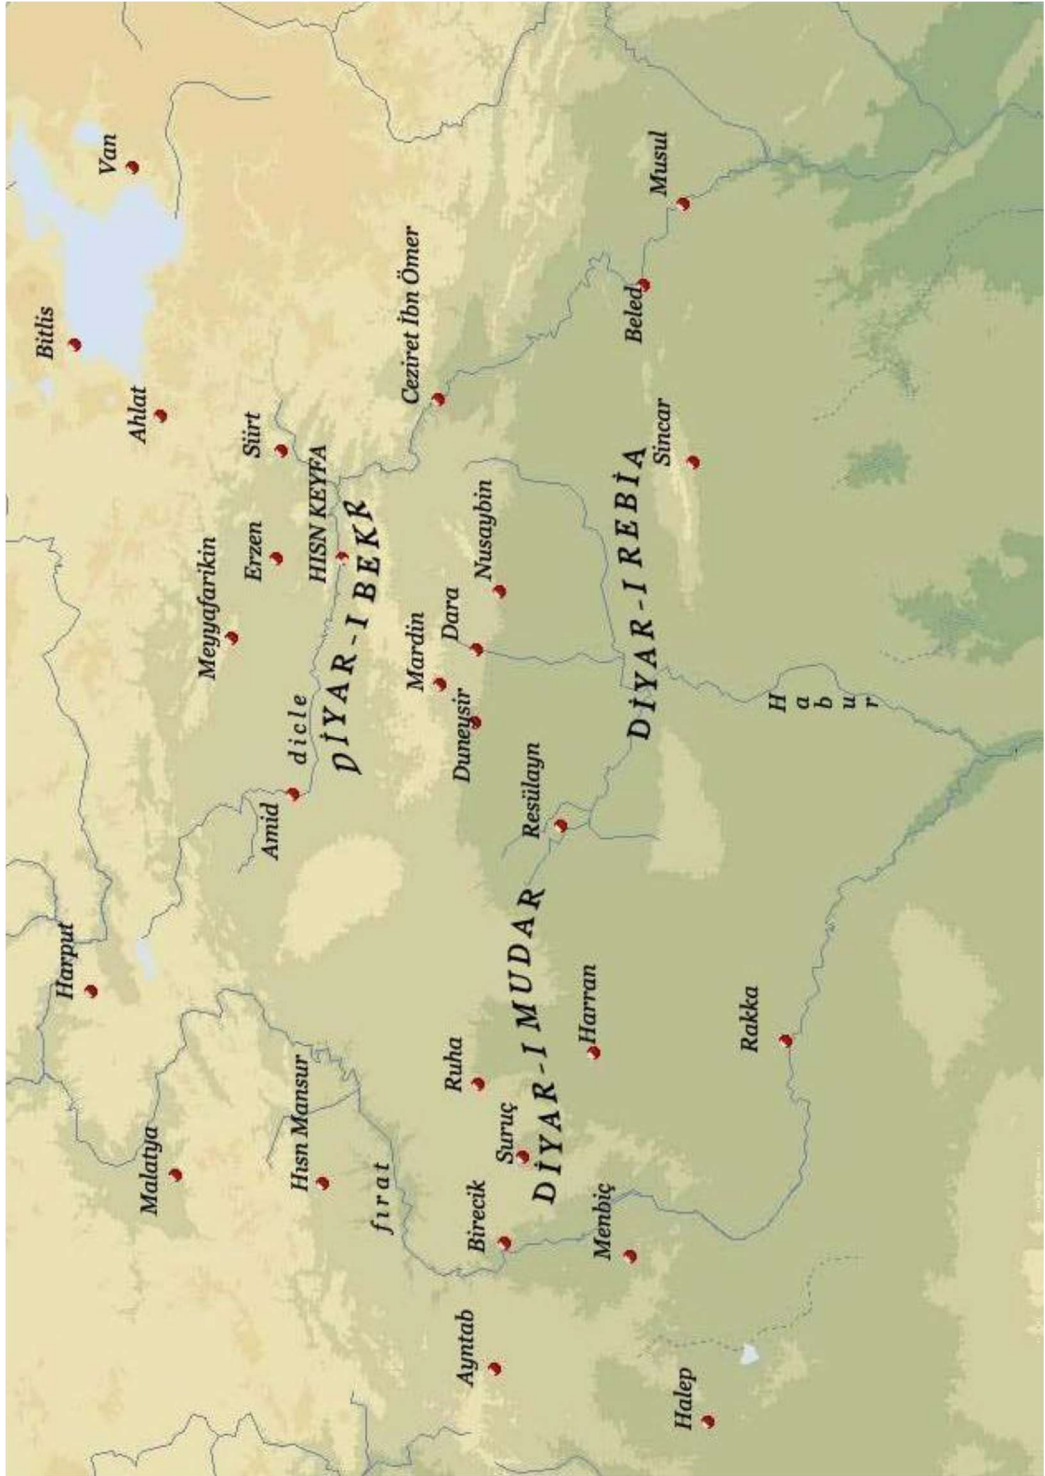 Van
Bitlis
Ahlat
Siirt
Erzen
Meyyafarikin
HISN KEYFA
Ceziret İbn Ömer
Musul
Beled
Sincar
Nusaybin
Dara
Mardin
Duneysir
DİYAR-I BEKR
dicle
Amid
DİYAR-I REBİA
Habur
Resülayn
Harput
Malatya
Hısn Mansur
fırat
Ruha
Suruç
DİYAR-I MUDAR
Harran
Rakka
Birecik
Menbiç
Ayntab
Halep